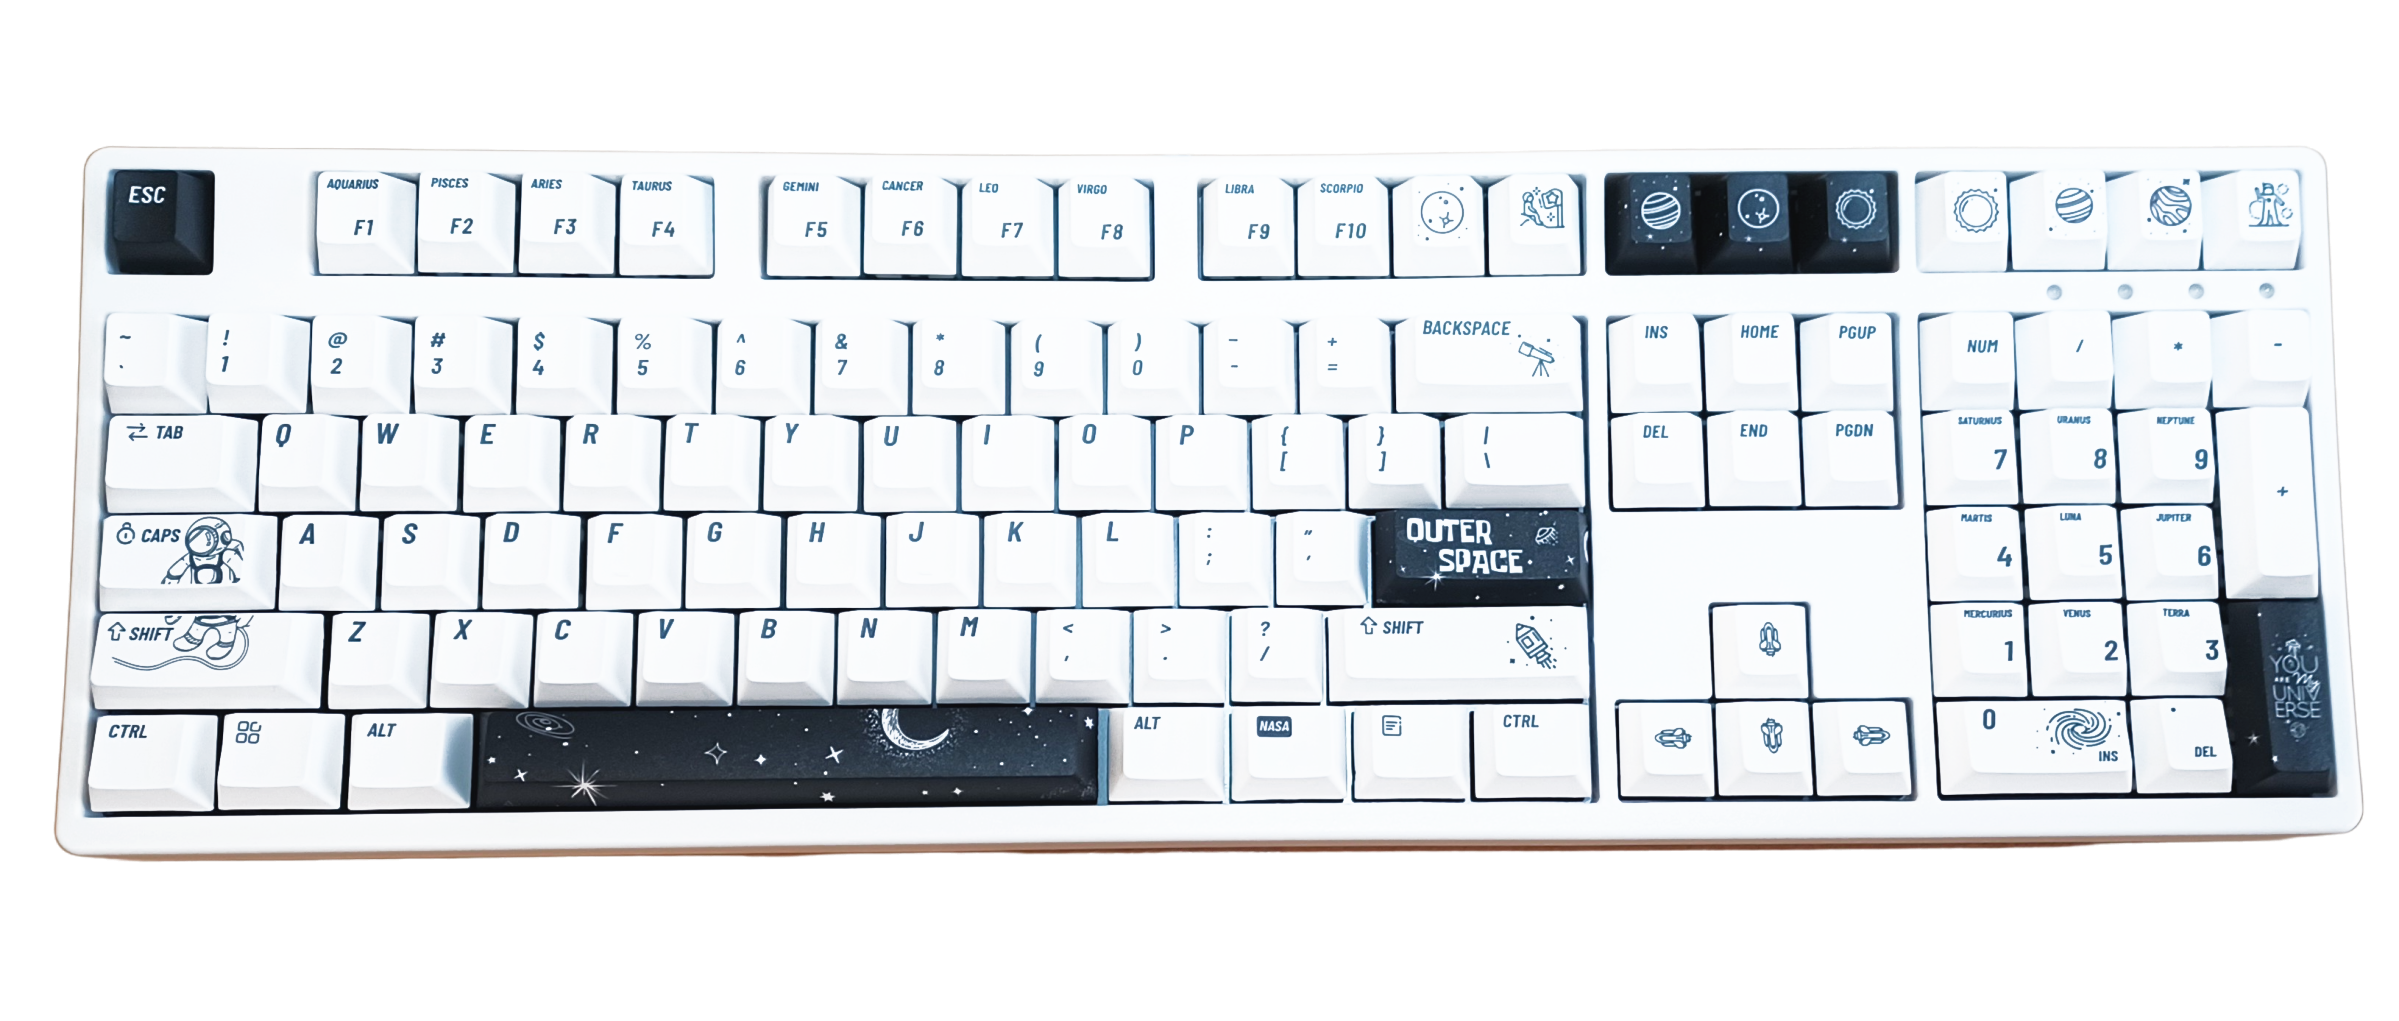 ESC
AQUARIUS F1
PISCES F2
ARIES F3
TAURUS F4
GEMINI F5
CANCER F6
LEO F7
VIRGO F8
LIBRA F9
SCORPIO F10
~ `
! 1
@ 2
# 3
$ 4
% 5
^ 6
& 7
* 8
( 9
) 0
– -
+ =
BACKSPACE
INS
HOME
PGUP
NUM
/
*
-
TAB
Q
W
E
R
T
Y
U
I
O
P
{ [
} ]
| \
DEL
END
PGDN
SATURNUS 7
URANUS 8
NEPTUNE 9
+
CAPS
A
S
D
F
G
H
J
K
L
: ;
" '
OUTER
SPACE
MARTIS 4
LUNA 5
JUPITER 6
SHIFT
Z
X
C
V
B
N
M
< ,
> .
? /
SHIFT
MERCURIUS 1
VENUS 2
TERRA 3
YOU
ARE My
UNIV
ERSE
CTRL
ALT
ALT
NASA
CTRL
0 INS
. DEL